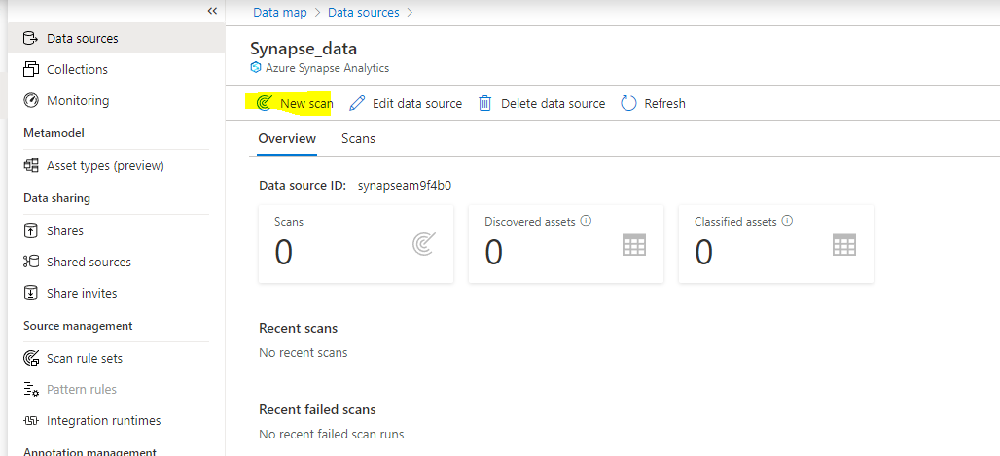 Data sources
Collections
Monitoring
Metamodel
Asset types (preview)
Data sharing
Shares
Shared sources
Share invites
Source management
Scan rule sets
Pattern rules
Integration runtimes
Annotation management
Data map > Data sources >
Synapse_data
Azure Synapse Analytics
New scan Edit data source Delete data source Refresh
Overview Scans
Data source ID: synapseam9f4b0
Scans Discovered assets Classified assets
0 0 0
Recent scans
No recent scans
Recent failed scans
No recent failed scan runs